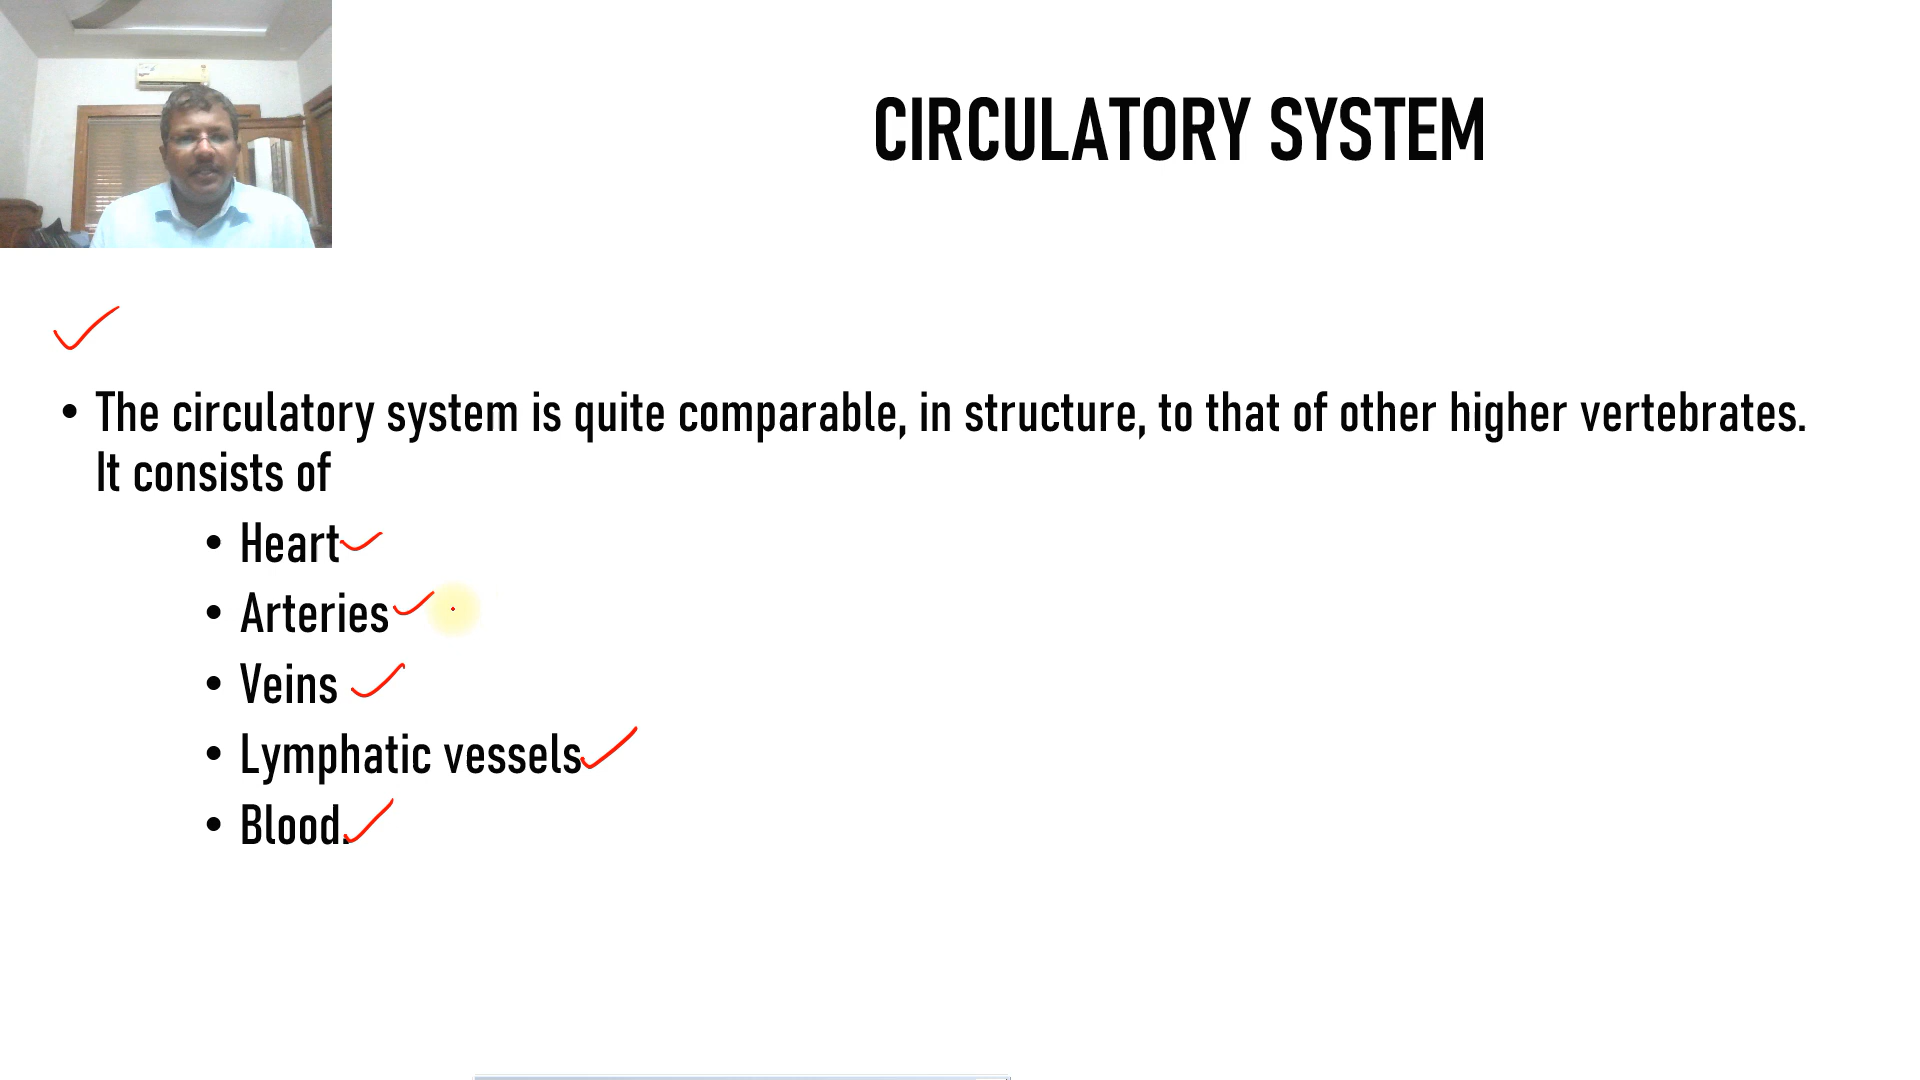 CIRCULATORY SYSTEM
• The circulatory system is quite comparable, in structure, to that of other higher vertebrates.
It consists of
• Heart
• Arteries
• Veins
• Lymphatic vessels
• Blood.